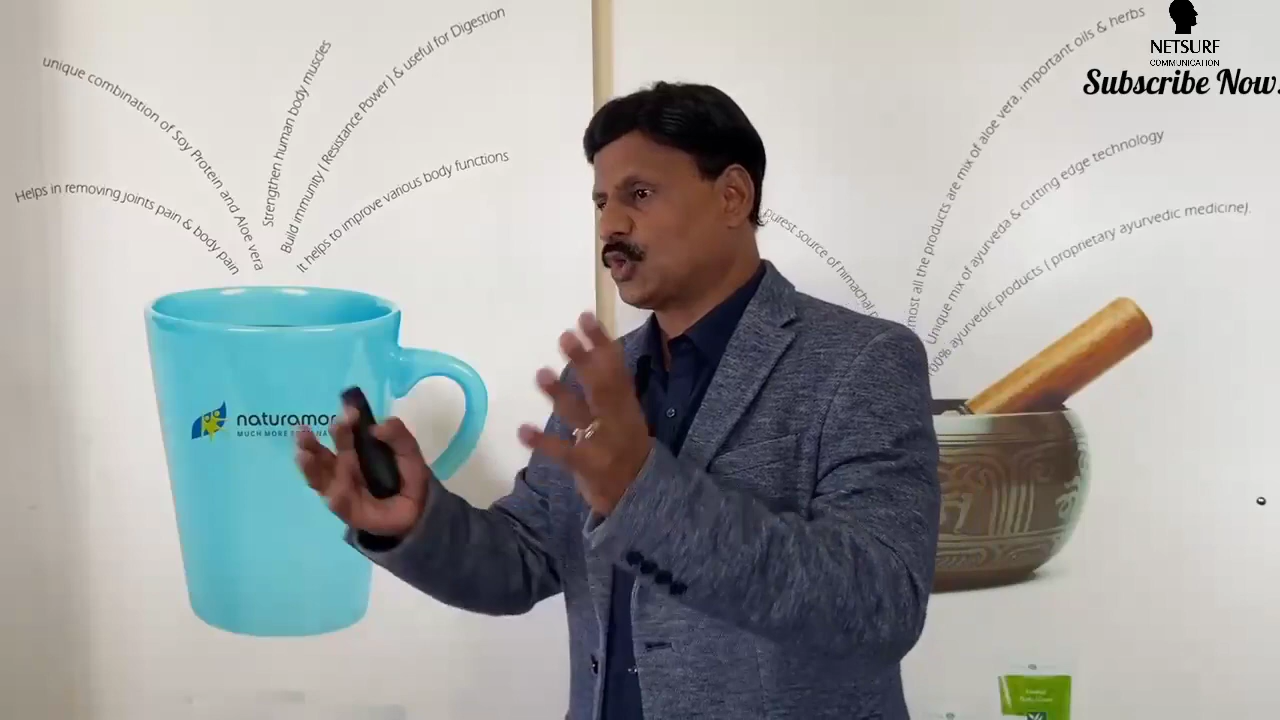 unique combination of Soy Protein and Aloe vera
Helps in removing joints pain & body pain
Strengthen human body muscles
Build immunity ( Resistance Power ) & useful for Digestion
It helps to improve various body functions
naturamor
MUCH MORE
purest source of himachal
most all the products are mix of aloe vera, important oils & herbs
Unique mix of ayurveda & cutting edge technology
100% ayurvedic products ( proprietary ayurvedic medicine).
NETSURF
COMMUNICATION
Subscribe Now